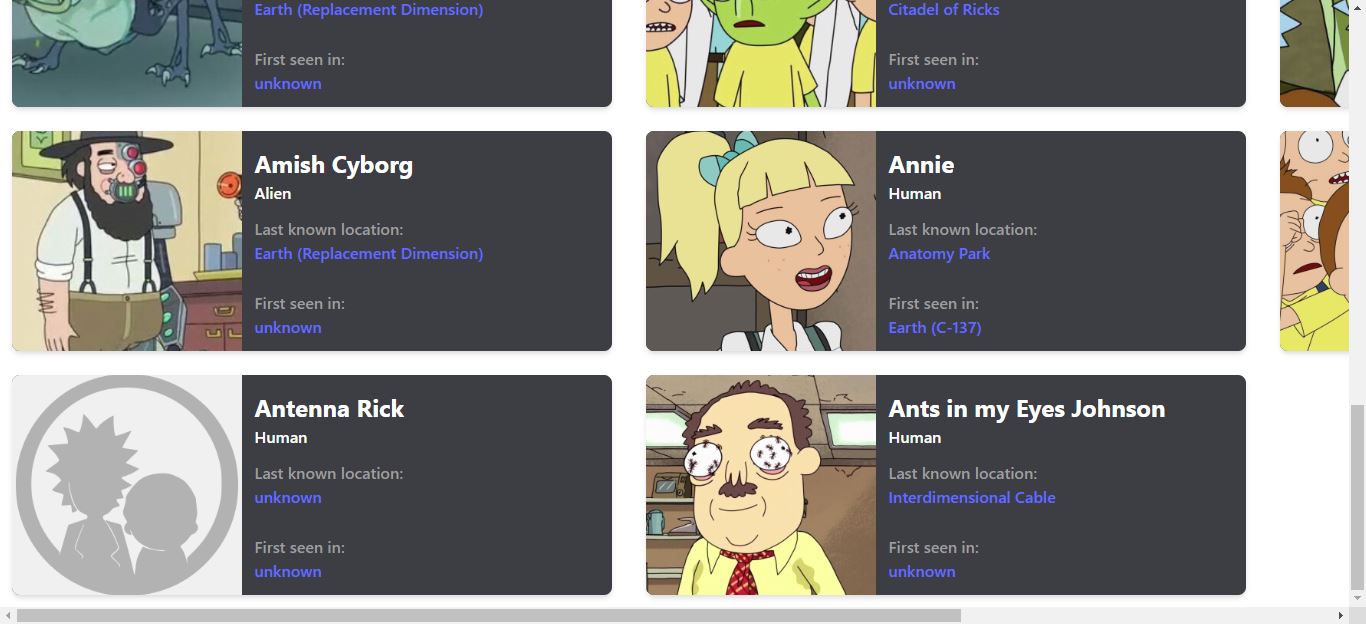 Earth (Replacement Dimension)
First seen in:
unknown
Citadel of Ricks
First seen in:
unknown
Amish Cyborg
Alien
Last known location:
Earth (Replacement Dimension)
First seen in:
unknown
Annie
Human
Last known location:
Anatomy Park
First seen in:
Earth (C-137)
Antenna Rick
Human
Last known location:
unknown
First seen in:
unknown
Ants in my Eyes Johnson
Human
Last known location:
Interdimensional Cable
First seen in:
unknown